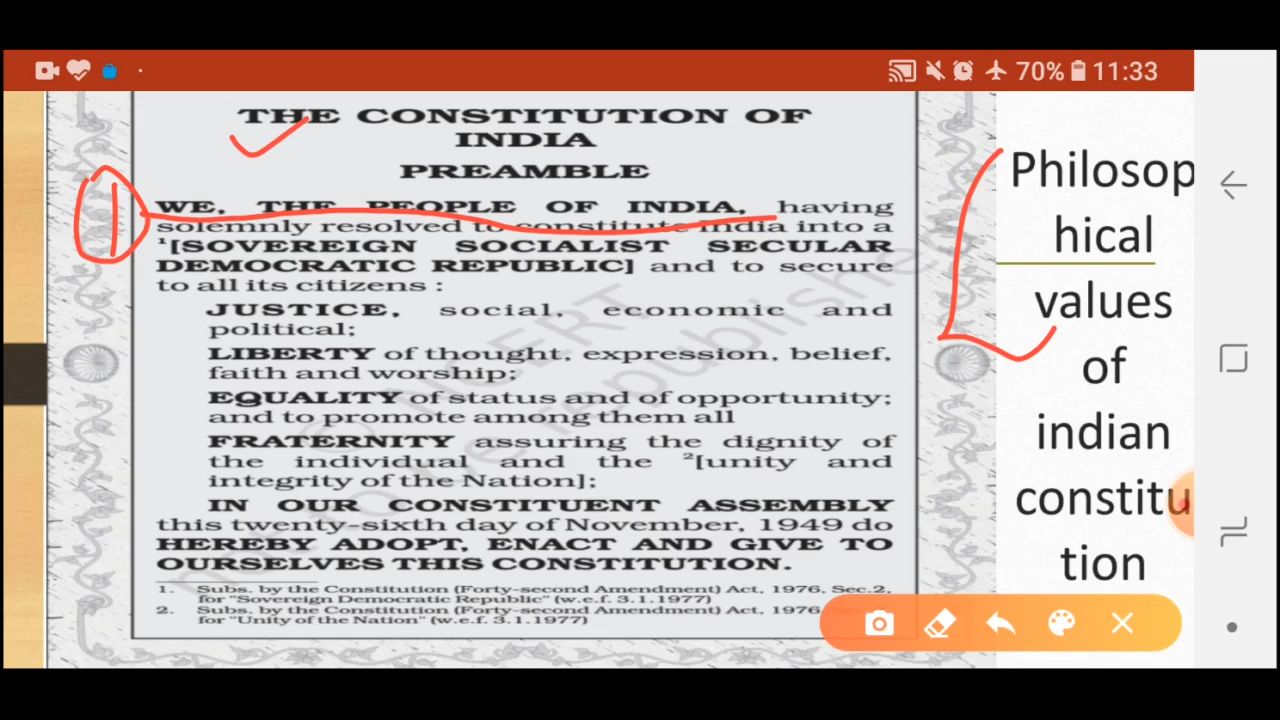 70% 11:33
THE CONSTITUTION OF
INDIA
PREAMBLE
WE, THE PEOPLE OF INDIA, having
solemnly resolved to constitute India into a
1[SOVEREIGN SOCIALIST SECULAR
DEMOCRATIC REPUBLIC] and to secure
to all its citizens :
JUSTICE, social, economic and
political;
LIBERTY of thought, expression, belief,
faith and worship;
EQUALITY of status and of opportunity;
and to promote among them all
FRATERNITY assuring the dignity of
the individual and the 2[unity and
integrity of the Nation];
IN OUR CONSTITUENT ASSEMBLY
this twenty-sixth day of November, 1949 do
HEREBY ADOPT, ENACT AND GIVE TO
OURSELVES THIS CONSTITUTION.
1. Subs. by the Constitution (Forty-second Amendment) Act, 1976, Sec.2,
for "Sovereign Democratic Republic" (w.e.f. 3.1.1977)
2. Subs. by the Constitution (Forty-second Amendment) Act, 1976,
for "Unity of the Nation" (w.e.f. 3.1.1977)
© NCERT
not to be republished
Philosop
hical
values
of
indian
constitu
tion
1